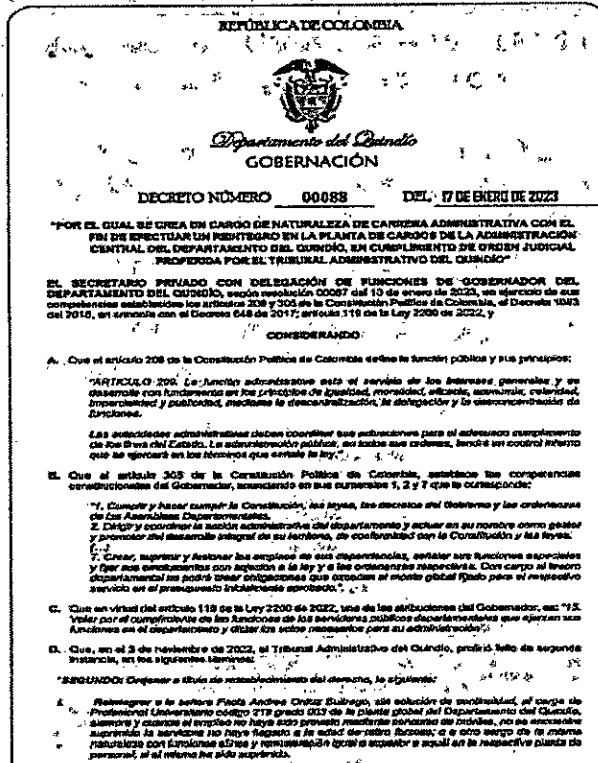 REPÚBLICA DE COLOMBIA
Departamento del Quindío
GOBERNACIÓN
DECRETO NÚMERO 00088 DEL 17 DE ENERO DE 2023
"POR EL CUAL SE CREA UN CARGO DE NATURALEZA DE CARRERA ADMINISTRATIVA CON EL
FIN DE EFECTUAR UN REINTEGRO EN LA PLANTA DE CARGOS DE LA ADMINISTRACIÓN
CENTRAL DEL DEPARTAMENTO DEL QUINDÍO, EN CUMPLIMIENTO DE ORDEN JUDICIAL
PROFERIDA POR EL TRIBUNAL ADMINISTRATIVO DEL QUINDÍO"
EL SECRETARIO PRIVADO CON DELEGACIÓN DE FUNCIONES DE GOBERNADOR DEL
DEPARTAMENTO DEL QUINDÍO, según resolución 00087 del 10 de enero de 2023, en ejercicio de sus
competencias establecidas los artículos 209 y 305 de la Constitución Política de Colombia, el Decreto 1083
del 2015, en armonía con el Decreto 648 de 2017; artículo 119 de la Ley 2200 de 2022, y
CONSIDERANDO
A. Que el artículo 209 de la Constitución Política de Colombia define la función pública y sus principios:
"ARTICULO 209. La función administrativa está al servicio de los intereses generales y se
desarrolla con fundamento en los principios de igualdad, moralidad, eficacia, economía, celeridad,
imparcialidad y publicidad, mediante la descentralización, la delegación y la desconcentración de
funciones.
Las autoridades administrativas deben coordinar sus actuaciones para el adecuado cumplimiento
de los fines del Estado. La administración pública, en todos sus órdenes, tendrá un control interno
que se ejercerá en los términos que señale la ley."
B. Que el artículo 305 de la Constitución Política de Colombia, establece las competencias
constitucionales del Gobernador, enunciando en sus numerales 1, 2 y 7 que le corresponde:
"1. Cumplir y hacer cumplir la Constitución, las leyes, los decretos del Gobierno y las ordenanzas
de las Asambleas Departamentales.
2. Dirigir y coordinar la acción administrativa del departamento y actuar en su nombre como gestor
y promotor del desarrollo integral de su territorio, de conformidad con la Constitución y las leyes.
7. Crear, suprimir y fusionar los empleos de sus dependencias, señalar sus funciones especiales
y fijar sus emolumentos con sujeción a la ley y a las ordenanzas respectivas. Con cargo al tesoro
departamental no podrá crear obligaciones que excedan al monto global fijado para el respectivo
servicio en el presupuesto inicialmente aprobado."
C. Que en virtud del artículo 119 de la Ley 2200 de 2022, una de las atribuciones del Gobernador, es: "15.
Velar por el cumplimiento de las funciones de los servidores públicos departamentales que ejerzan sus
funciones en el departamento y dictar los actos necesarios para su administración"
D. Que, en el 3 de noviembre de 2022, el Tribunal Administrativo del Quindío, profirió fallo de segunda
instancia, en los siguientes términos:
"SEGUNDO: Ordenar a título de restablecimiento del derecho, lo siguiente:
Reintegrar a la señora Paola Andrea Ordúz Buitrago, sin solución de continuidad, al cargo de
Profesional Universitario código 219 grado 003 de la planta global del Departamento del Quindío,
siempre y cuando el empleo no haya sido provisto mediante concurso de méritos, no se encuentre
suprimido la servidora no haya llegado a la edad de retiro forzoso; o a otro cargo de la misma
naturaleza con funciones afines y remuneración igual o superior a aquél en la respectiva planta de
personal, si el mismo ha sido suprimido.